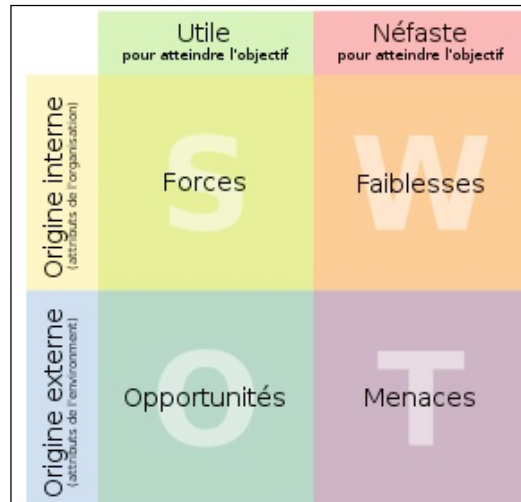 Utile
pour atteindre l'objectif
Néfaste
pour atteindre l'objectif
Origine interne
(attributs de l'organisation)
S
Forces
W
Faiblesses
Origine externe
(attributs de l'environment)
O
Opportunités
T
Menaces